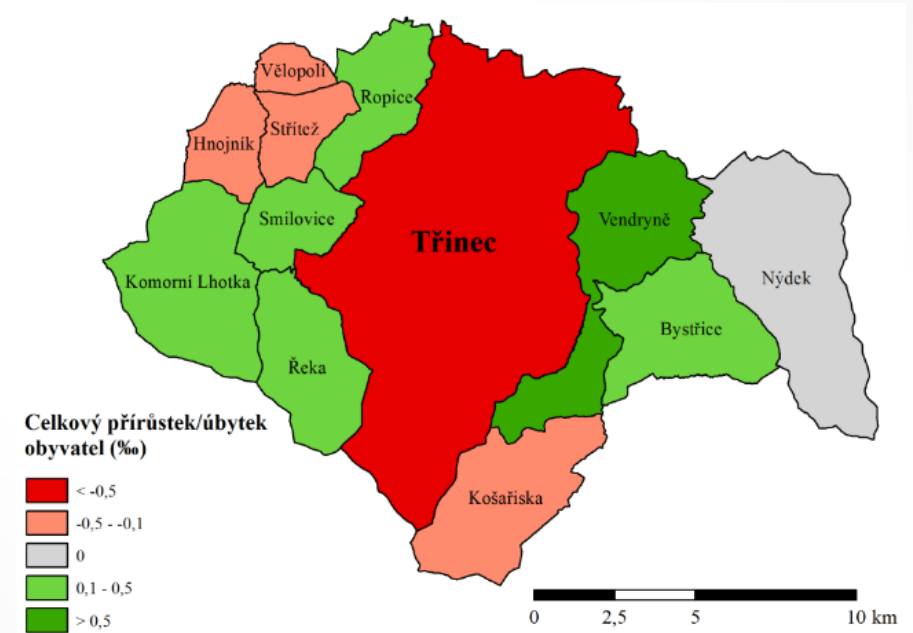 Vělopolí
Ropice
Střítež
Hnojník
Smilovice
Vendryně
Třinec
Komorní Lhotka
Nýdek
Bystřice
Řeka
Košařiska
Celkový přírůstek/úbytek
obyvatel (‰)
< -0,5
-0,5 - -0,1
0
0,1 - 0,5
> 0,5
0 2,5 5 10 km